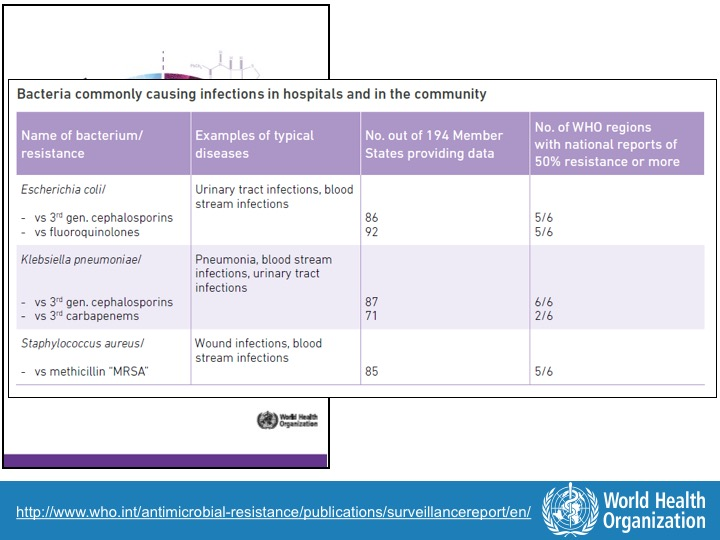 Bacteria commonly causing infections in hospitals and in the community
Name of bacterium/
resistance
Examples of typical
diseases
No. out of 194 Member
States providing data
No. of WHO regions
with national reports of
50% resistance or more
Escherichia coli/
Urinary tract infections, blood
stream infections
- vs 3rd gen. cephalosporins
86
5/6
- vs fluoroquinolones
92
5/6
Klebsiella pneumoniae/
Pneumonia, blood stream
infections, urinary tract
infections
- vs 3rd gen. cephalosporins
87
6/6
- vs 3rd carbapenems
71
2/6
Staphylococcus aureus/
Wound infections, blood
stream infections
- vs methicillin “MRSA”
85
5/6
World Health
Organization
http://www.who.int/antimicrobial-resistance/publications/surveillancereport/en/
World Health
Organization